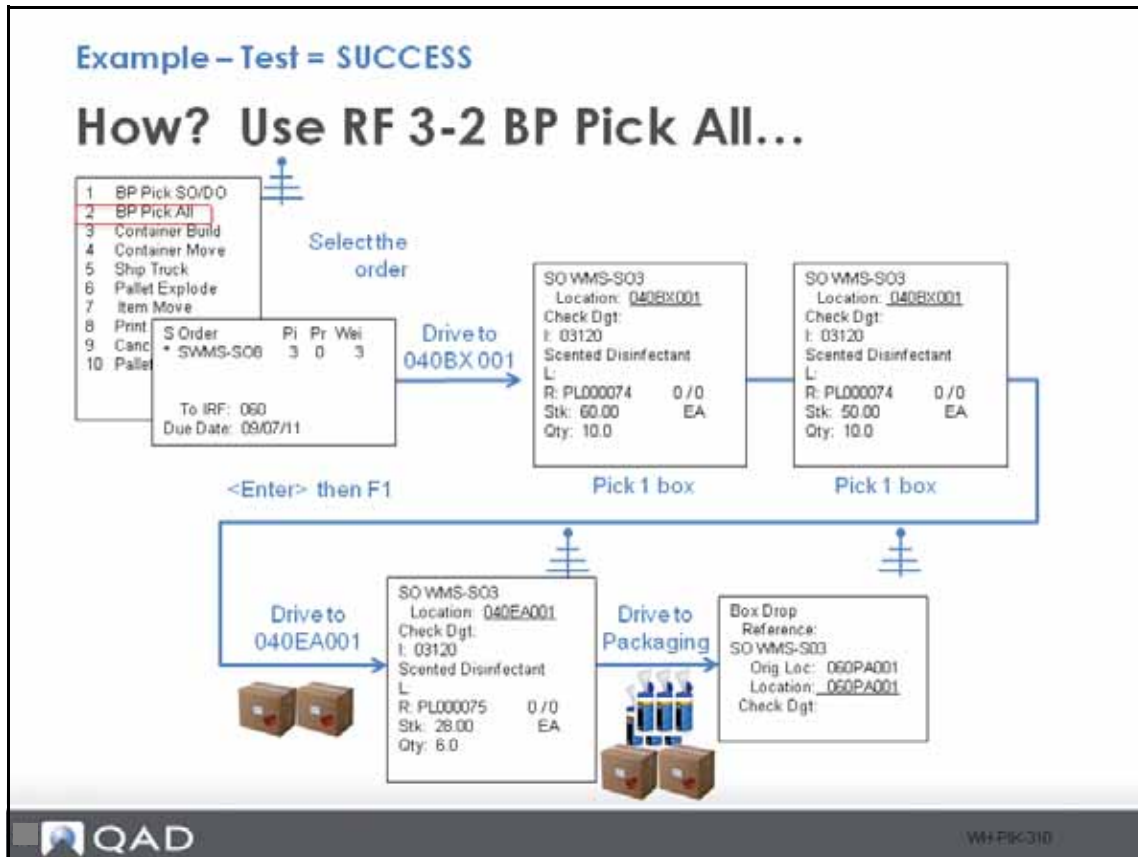 Example – Test = SUCCESS
How? Use RF 3-2 BP Pick All...
1 BP Pick SO/DO
2 BP Pick All
3 Container Build
4 Container Move
5 Ship Truck
6 Pallet Explode
7 Item Move
8 Print
9 Canc
10 Pallet
Select the
order
S Order Pi Pr Wei
* SWMS-SO8 3 0 3
To IRF: 060
Due Date: 09/07/11
Drive to
040BX 001
SO WMS-SO3
Location: 040BX001
Check Dgt:
I: 03120
Scented Disinfectant
L:
R: PL000074 0 / 0
Stk: 60.00 EA
Qty: 10.0
Pick 1 box
SO WMS-SO3
Location: 040BX001
Check Dgt:
I: 03120
Scented Disinfectant
L:
R: PL000074 0 / 0
Stk: 50.00 EA
Qty: 10.0
Pick 1 box
<Enter> then F1
Drive to
040EA001
SO WMS-SO3
Location: 040EA001
Check Dgt:
I: 03120
Scented Disinfectant
L:
R: PL000075 0 / 0
Stk: 28.00 EA
Qty: 6.0
Drive to
Packaging
Box Drop
Reference:
SO WMS-S03
Orig Loc: 060PA001
Location: 060PA001
Check Dgt:
QAD
WH-PIK-310